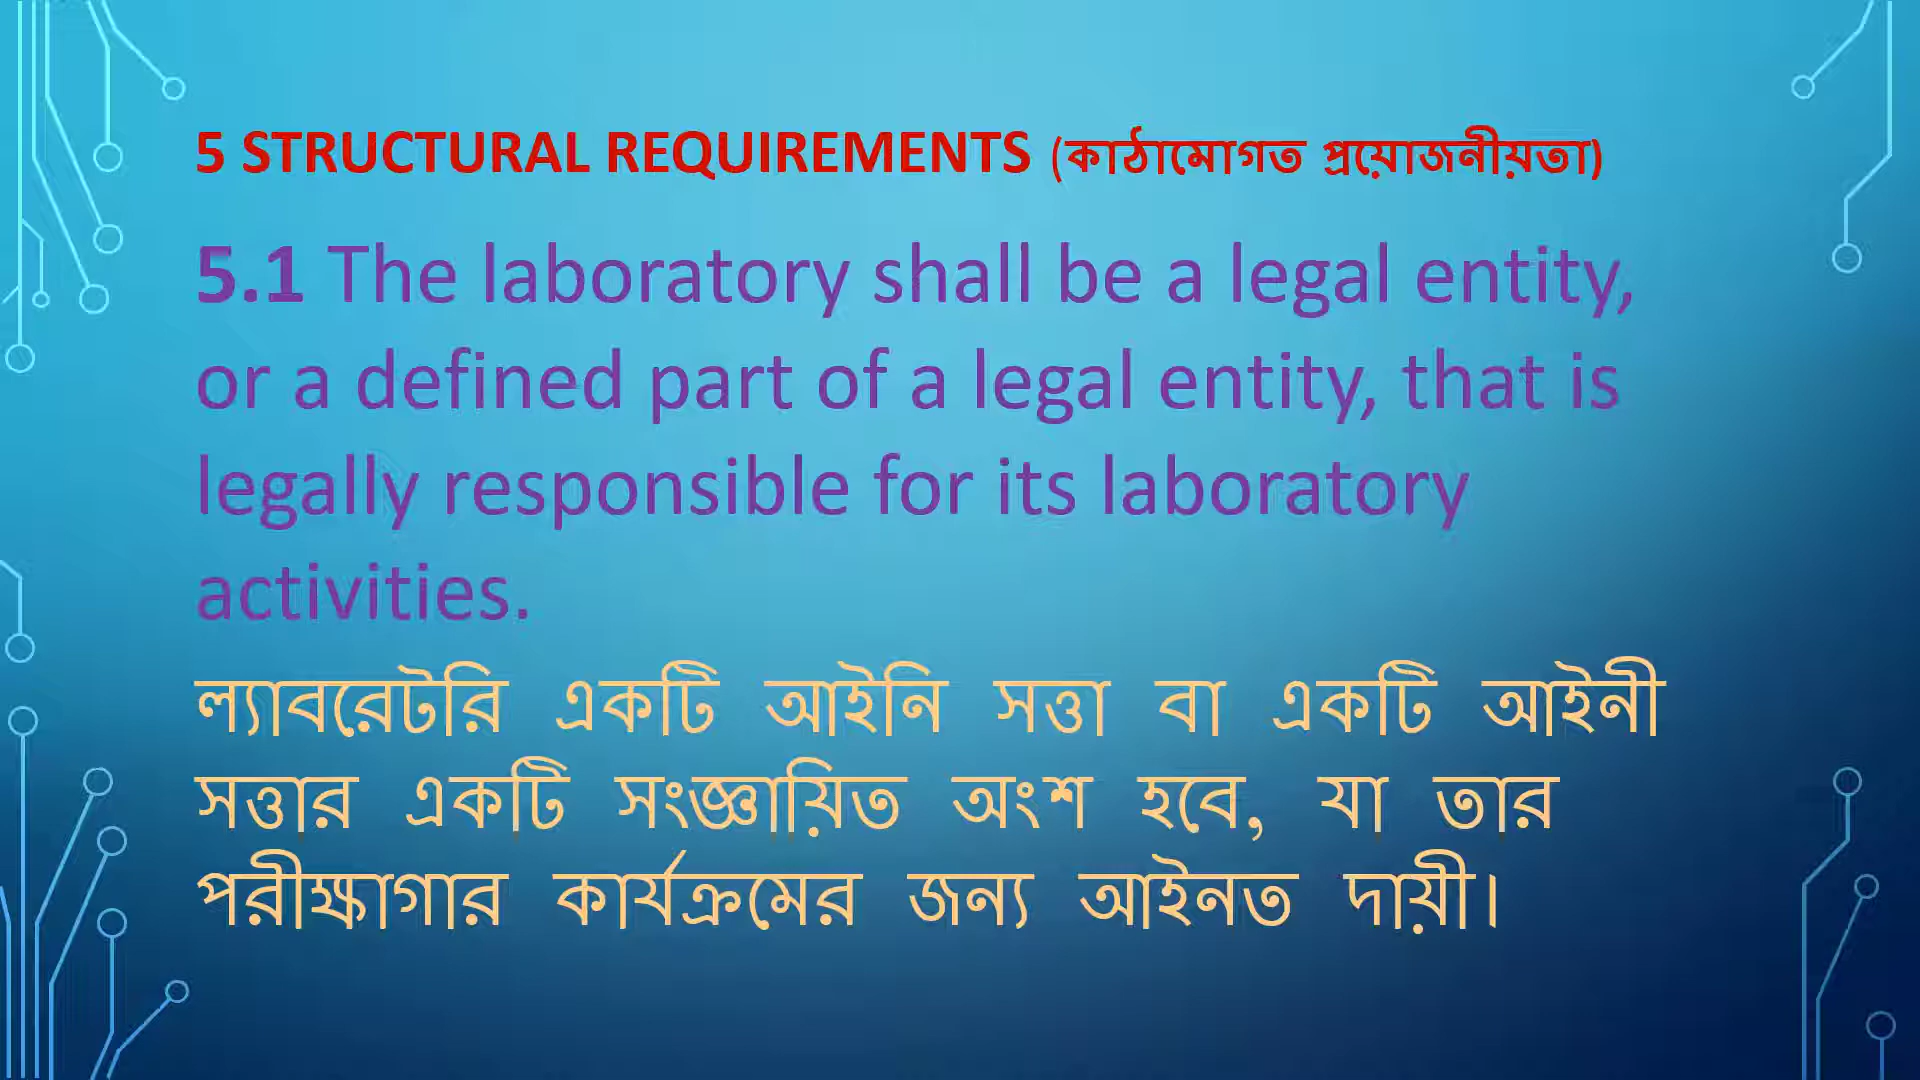 5 STRUCTURAL REQUIREMENTS (কাঠামোগত প্রয়োজনীয়তা)
5.1 The laboratory shall be a legal entity,
or a defined part of a legal entity, that is
legally responsible for its laboratory
activities.
ল্যাবরেটরি একটি আইনি সত্তা বা একটি আইনী
সত্তার একটি সংজ্ঞায়িত অংশ হবে, যা তার
পরীক্ষাগার কার্যক্রমের জন্য আইনত দায়ী।